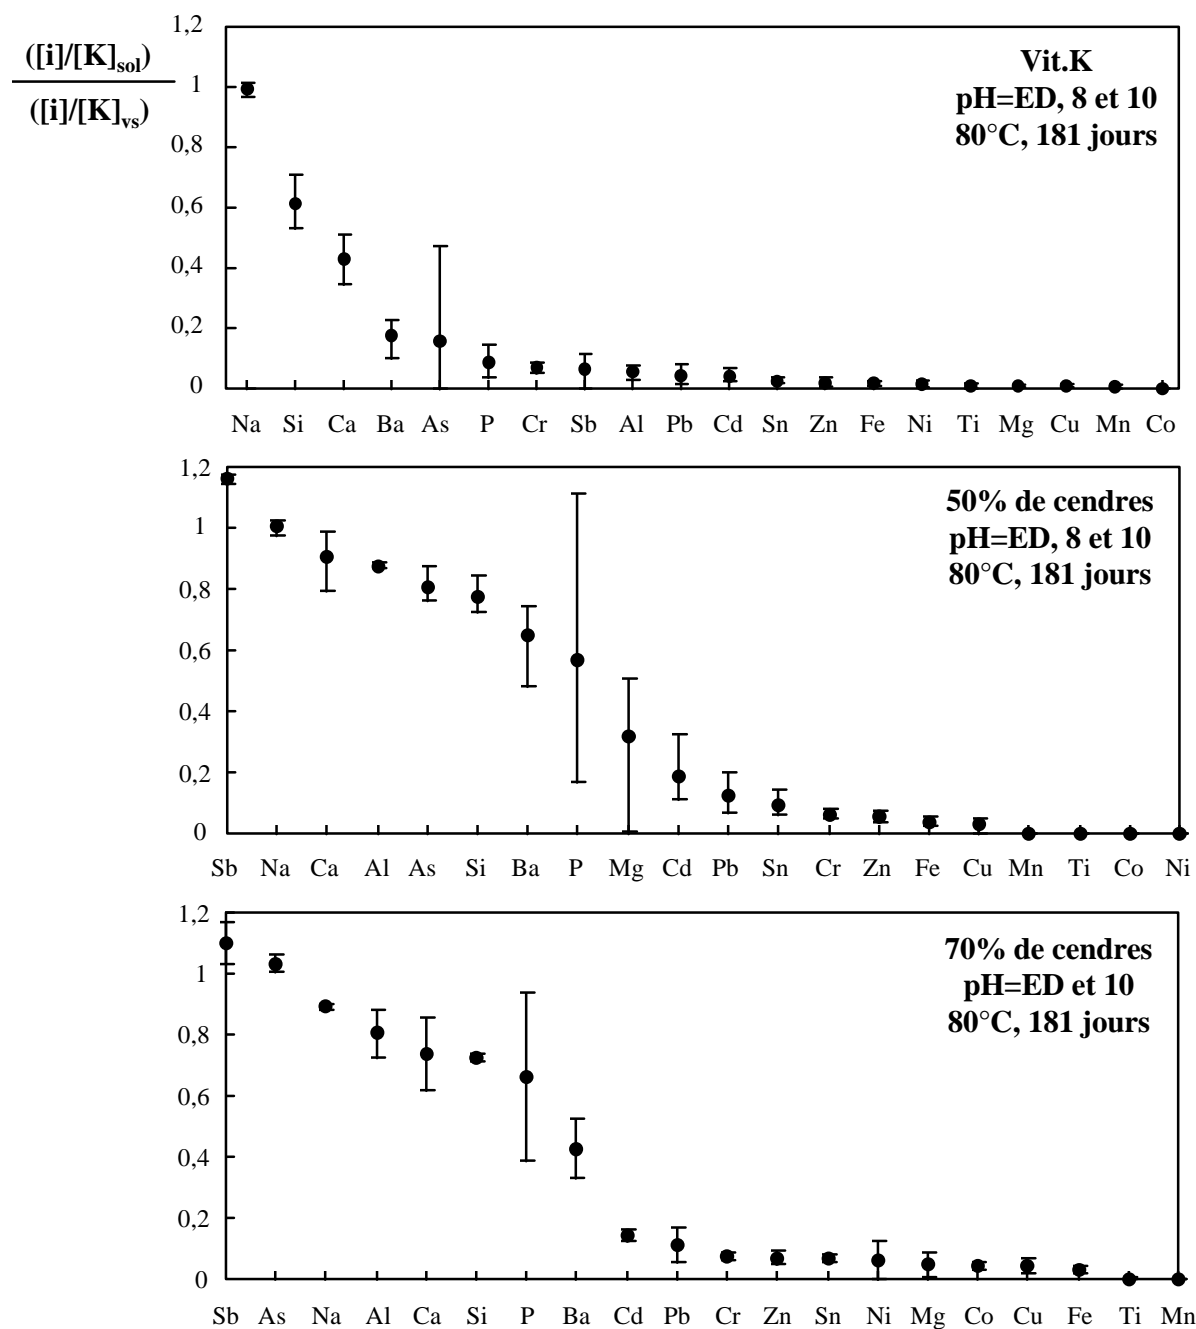 ([i]/[K]sol)
([i]/[K]vs)
1,2
1
0,8
0,6
0,4
0,2
0
Vit.K
pH=ED, 8 et 10
80°C, 181 jours
Na Si Ca Ba As P Cr Sb Al Pb Cd Sn Zn Fe Ni Ti Mg Cu Mn Co
1,2
1
0,8
0,6
0,4
0,2
0
50% de cendres
pH=ED, 8 et 10
80°C, 181 jours
Sb Na Ca Al As Si Ba P Mg Cd Pb Sn Cr Zn Fe Cu Mn Ti Co Ni
1,2
1
0,8
0,6
0,4
0,2
0
70% de cendres
pH=ED et 10
80°C, 181 jours
Sb As Na Al Ca Si P Ba Cd Pb Cr Zn Sn Ni Mg Co Cu Fe Ti Mn